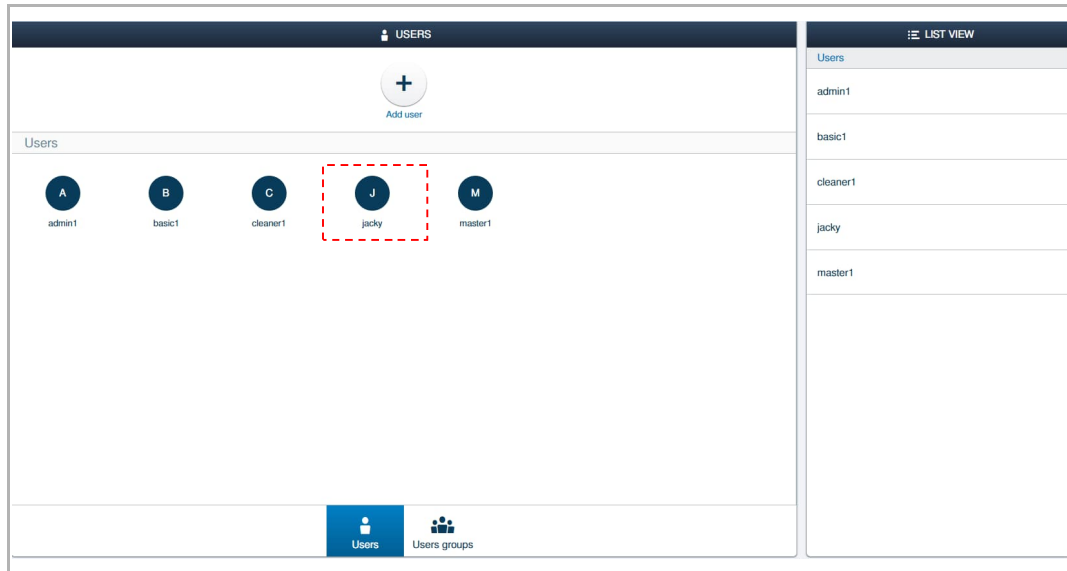 USERS
+
Add user
Users
A B C J M
admin1 basic1 cleaner1 jacky master1
Users Users groups
LIST VIEW
Users
admin1
basic1
cleaner1
jacky
master1